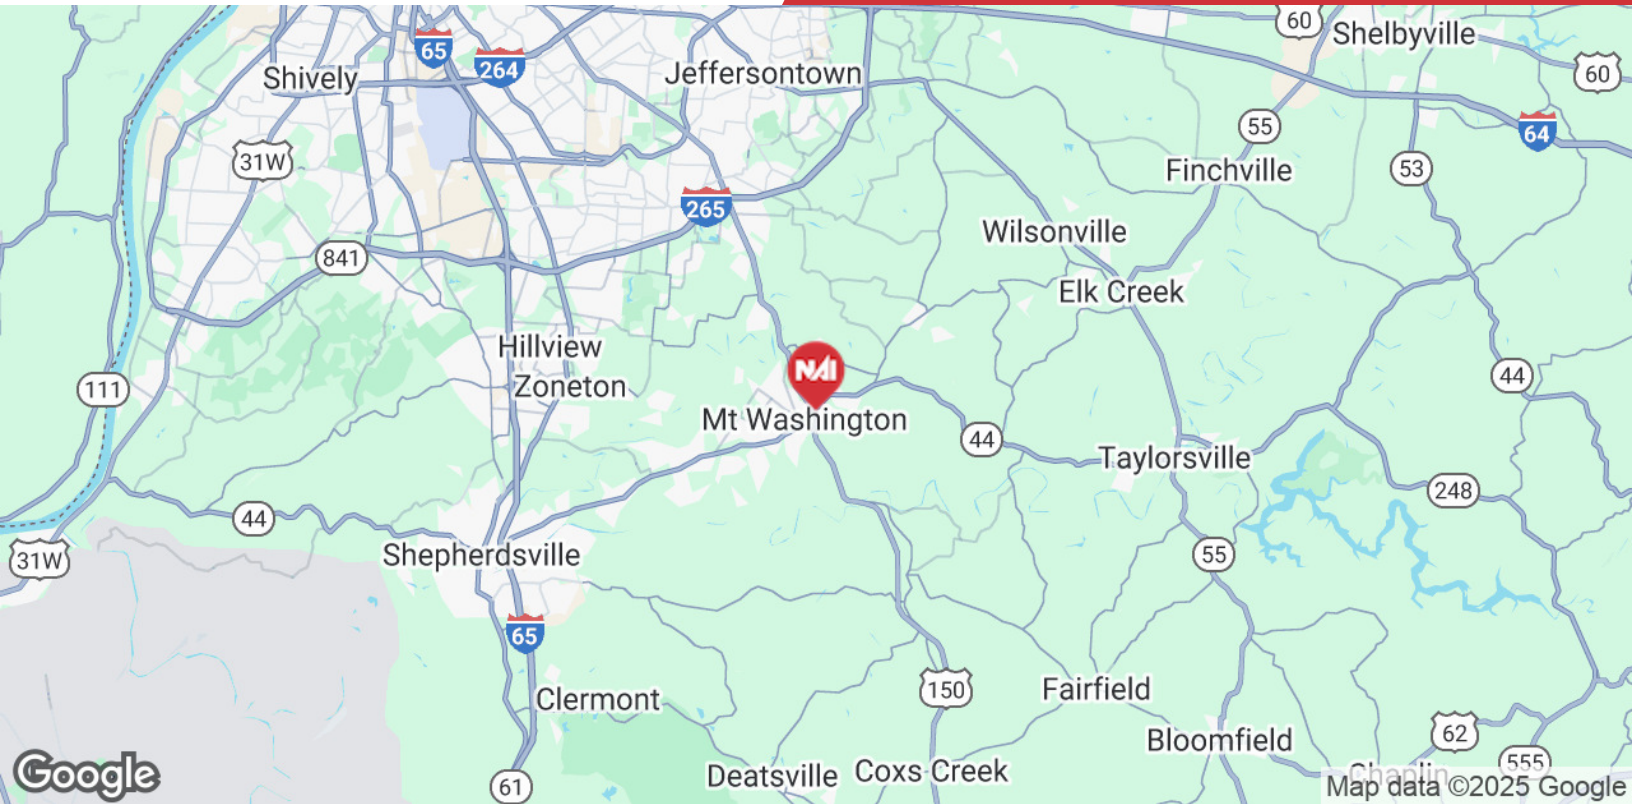 60
Shelbyville
65
264
Jeffersontown
60
Shively
55
64
31W
Finchville
53
265
Wilsonville
841
Elk Creek
Hillview
NAI
44
111
Zoneton
Mt Washington
44
Taylorsville
248
44
31W
Shepherdsville
55
65
150
Fairfield
Clermont
62
Bloomfield
555
Google
Deatsville
Coxs Creek
Chaplin
61
Map data ©2025 Google